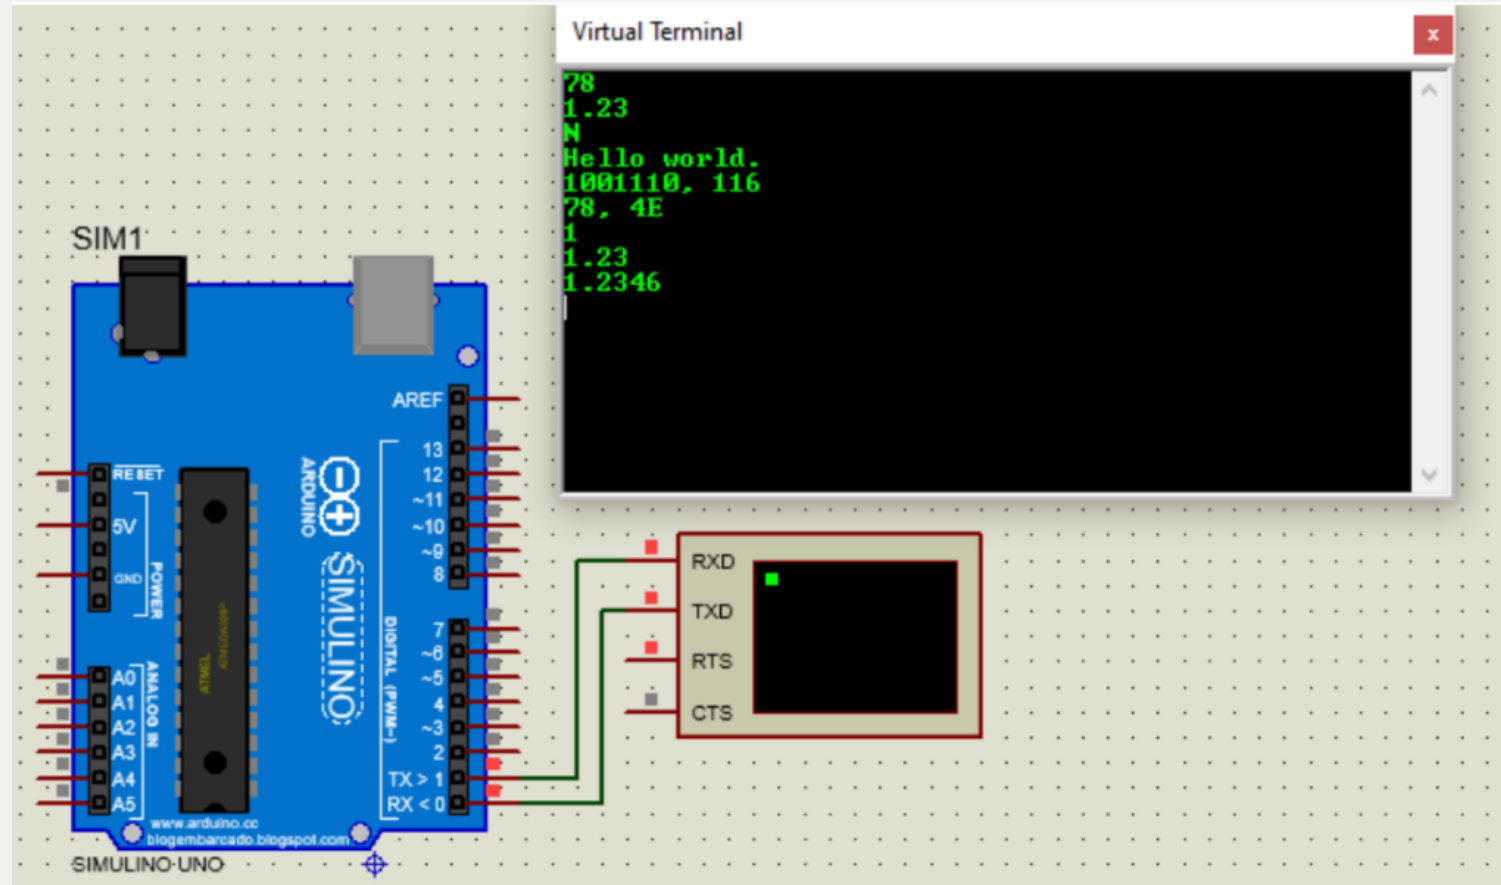 Virtual Terminal
x
78
1.23
N
Hello world.
1001110, 116
78, 4E
1
1.23
1.2346
SIM1
AREF
13
12
~11
~10
~9
8
7
~6
~5
4
~3
2
TX > 1
RX < 0
DIGITAL (PWM~)
ARDUINO
SIMULINO
RESET
5V
GND
POWER
A0
A1
A2
A3
A4
A5
ANALOG IN
ATMEL
ATMEGA328P
www.arduino.cc
blogembarcado.blogspot.com
SIMULINO UNO
RXD
TXD
RTS
CTS